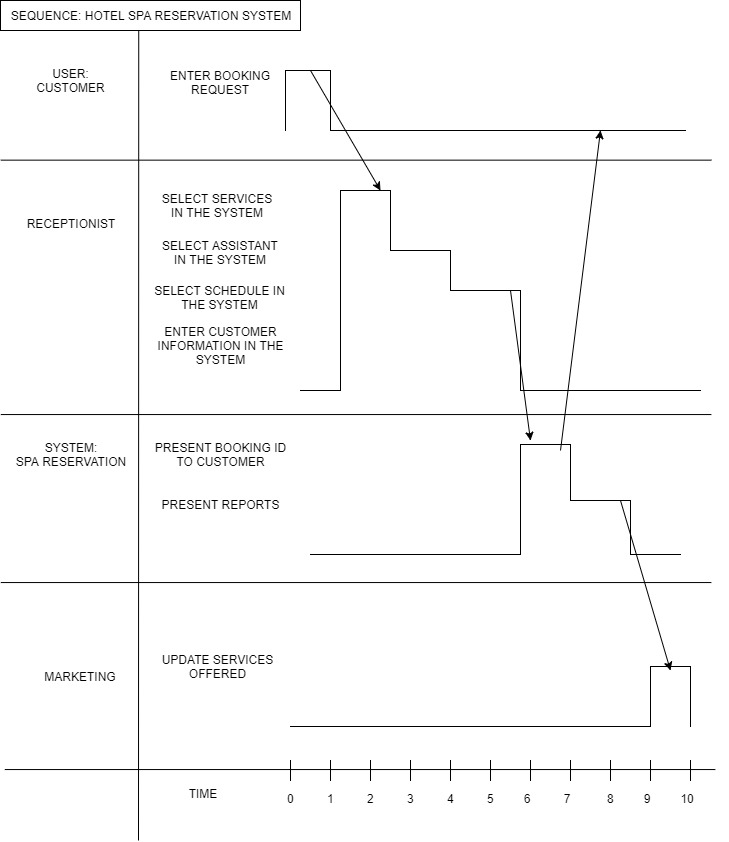 SEQUENCE: HOTEL SPA RESERVATION SYSTEM
USER:
CUSTOMER
ENTER BOOKING
REQUEST
RECEPTIONIST
SELECT SERVICES
IN THE SYSTEM
SELECT ASSISTANT
IN THE SYSTEM
SELECT SCHEDULE IN
THE SYSTEM
ENTER CUSTOMER
INFORMATION IN THE
SYSTEM
SYSTEM:
SPA RESERVATION
PRESENT BOOKING ID
TO CUSTOMER
PRESENT REPORTS
MARKETING
UPDATE SERVICES
OFFERED
TIME
0 1 2 3 4 5 6 7 8 9 10